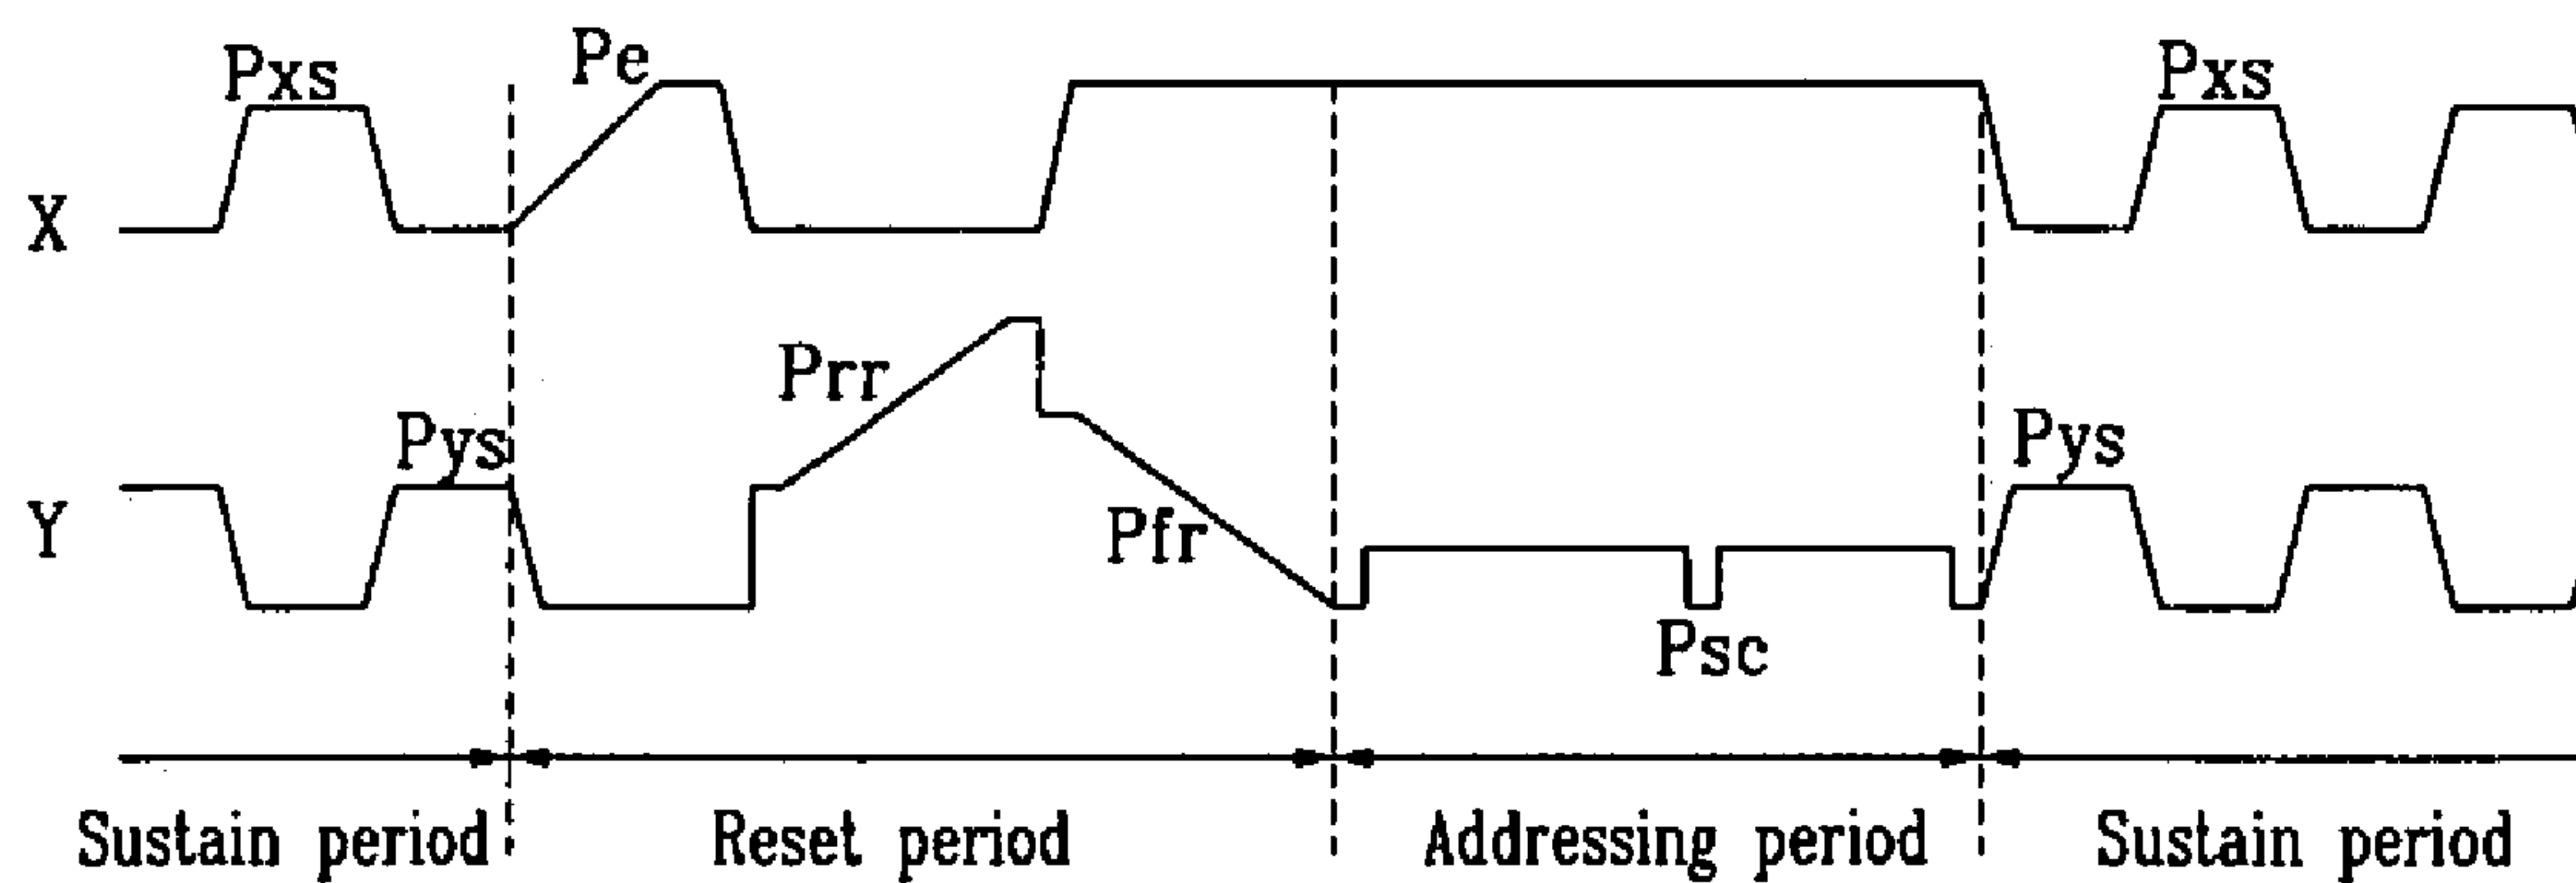 Pxs
Pe
Pxs
X
Prr
Pys
Pys
Y
Pfr
Psc
Sustain period
Reset period
Addressing period
Sustain period